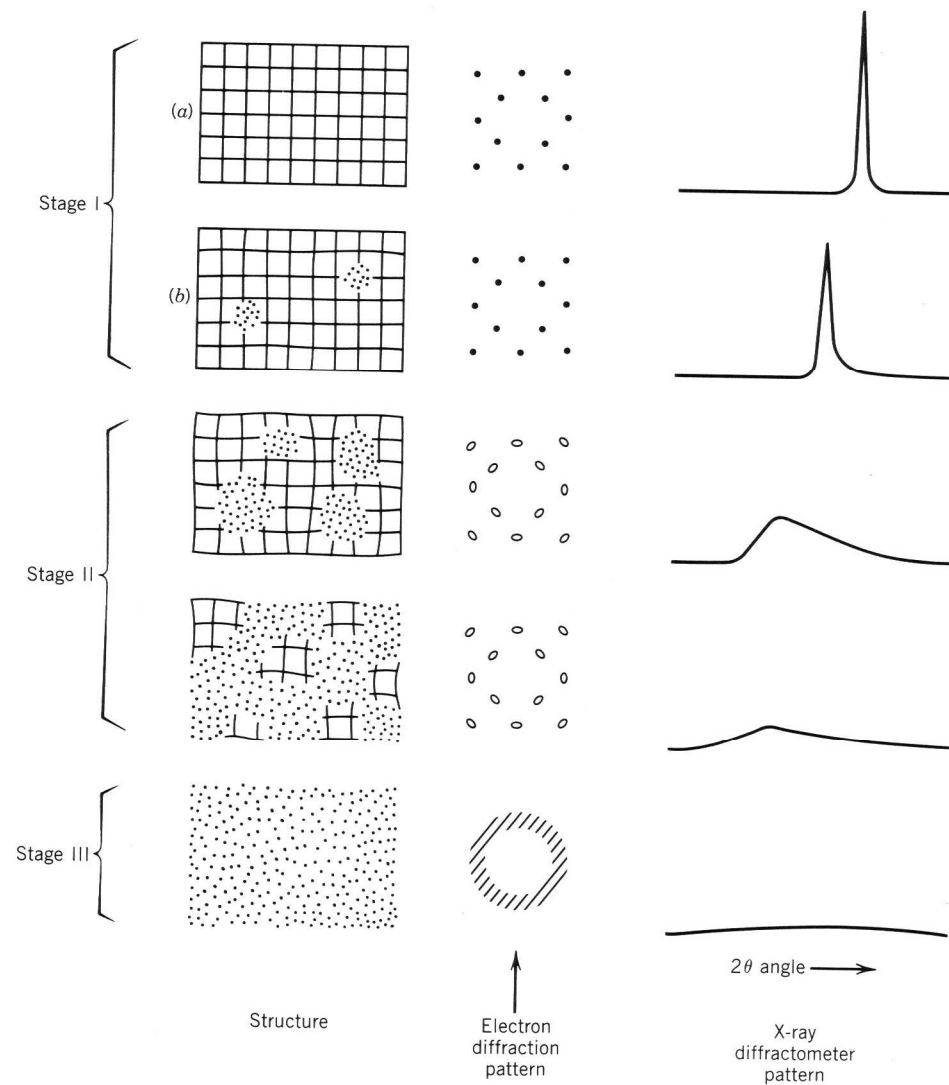 (a)
Stage I
(b)
Stage II
Stage III
2θ angle
Structure
Electron
diffraction
pattern
X-ray
diffractometer
pattern